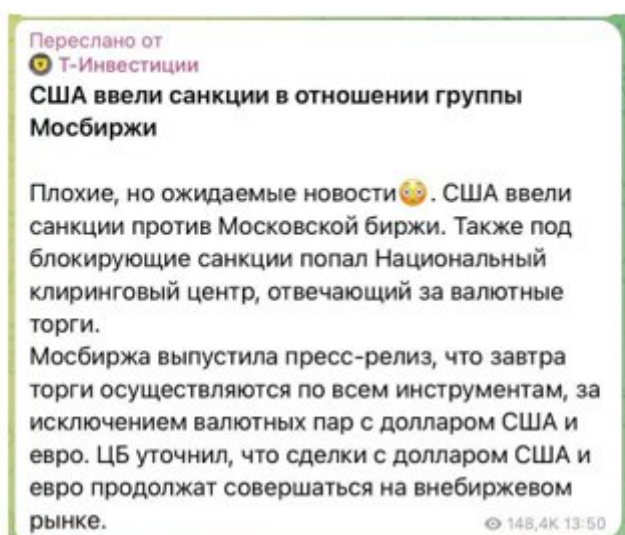 Переслано от
Т-Инвестиции
США ввели санкции в отношении группы
Мосбиржи
Плохие, но ожидаемые новости😳. США ввели
санкции против Московской биржи. Также под
блокирующие санкции попал Национальный
клиринговый центр, отвечающий за валютные
торги.
Мосбиржа выпустила пресс-релиз, что завтра
торги осуществляются по всем инструментам, за
исключением валютных пар с долларом США и
евро. ЦБ уточнил, что сделки с долларом США и
евро продолжат совершаться на внебиржевом
рынке.
148,4K 13:50